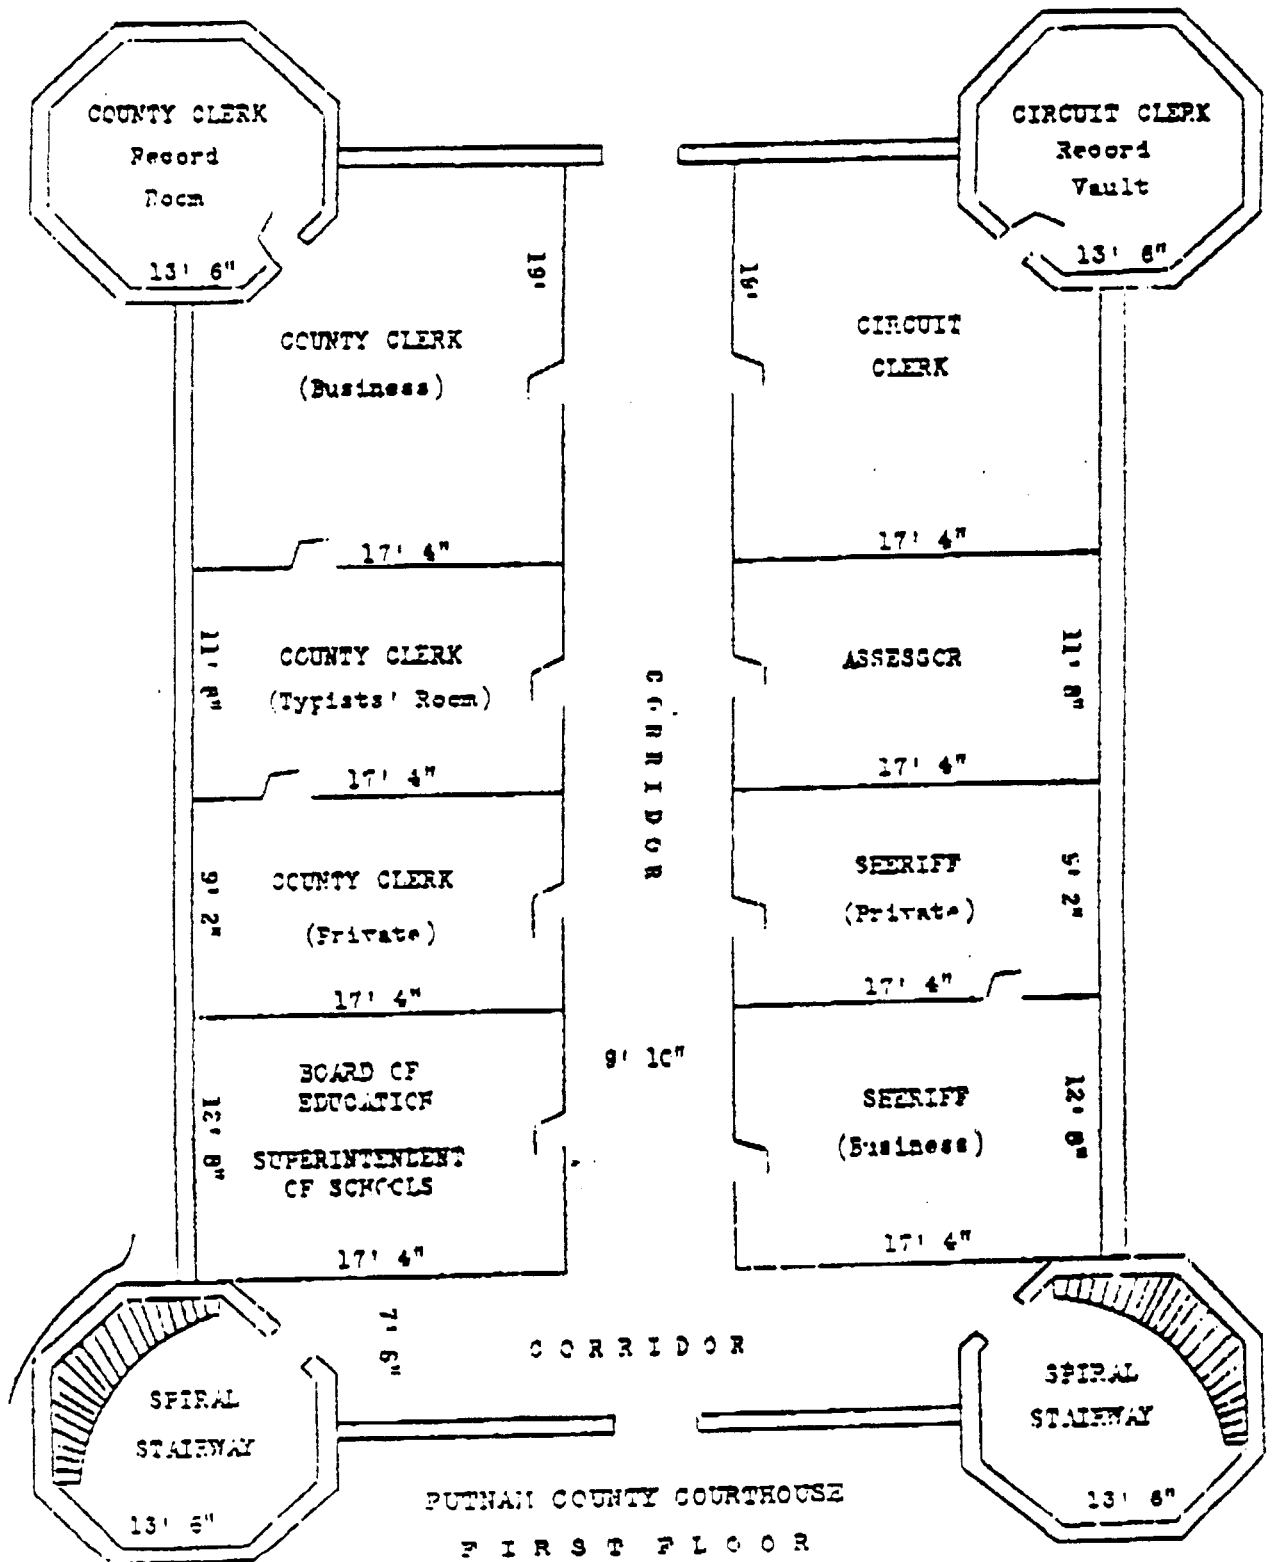 COUNTY CLERK
Record
Room
13' 6"
CIRCUIT CLERK
Record
Vault
13' 6"
19'
19'
COUNTY CLERK
(Business)
CIRCUIT
CLERK
17' 4"
17' 4"
11' 8"
COUNTY CLERK
(Typists' Room)
CORRIDOR
ASSESSOR
11' 8"
17' 4"
17' 4"
9' 2"
COUNTY CLERK
(Private)
SHERIFF
(Private)
9' 2"
17' 4"
17' 4"
9' 10"
BOARD OF
EDUCATION
SUPERINTENDENT
OF SCHOOLS
12' 8"
SHERIFF
(Business)
12' 8"
17' 4"
17' 4"
7' 6"
CORRIDOR
SPIRAL
STAIRWAY
13' 6"
SPIRAL
STAIRWAY
13' 6"
PUTNAM COUNTY COURTHOUSE
FIRST FLOOR